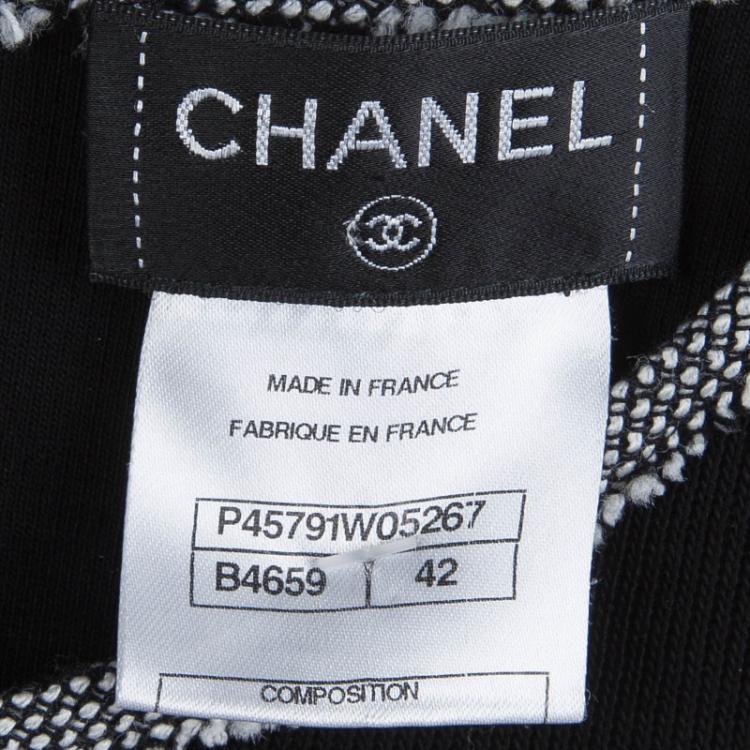 CHANEL
MADE IN FRANCE
FABRIQUE EN FRANCE
P45791W05267
B4659 42
COMPOSITION